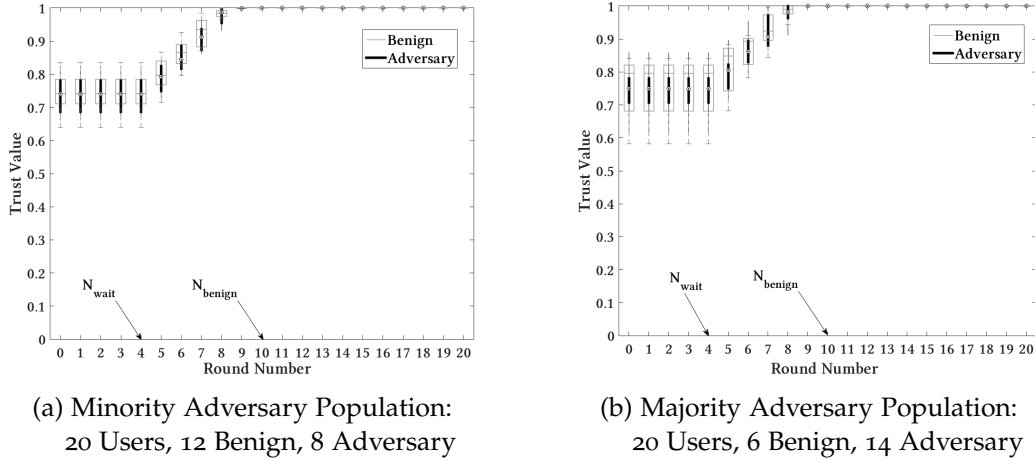 1
0.9
0.8
0.7
0.6
0.5
0.4
0.3
0.2
0.1
0
Trust Value
Benign
Adversary
N_wait
N_benign
0 1 2 3 4 5 6 7 8 9 10 11 12 13 14 15 16 17 18 19 20
Round Number
(a) Minority Adversary Population:
20 Users, 12 Benign, 8 Adversary
1
0.9
0.8
0.7
0.6
0.5
0.4
0.3
0.2
0.1
0
Trust Value
Benign
Adversary
N_wait
N_benign
0 1 2 3 4 5 6 7 8 9 10 11 12 13 14 15 16 17 18 19 20
Round Number
(b) Majority Adversary Population:
20 Users, 6 Benign, 14 Adversary